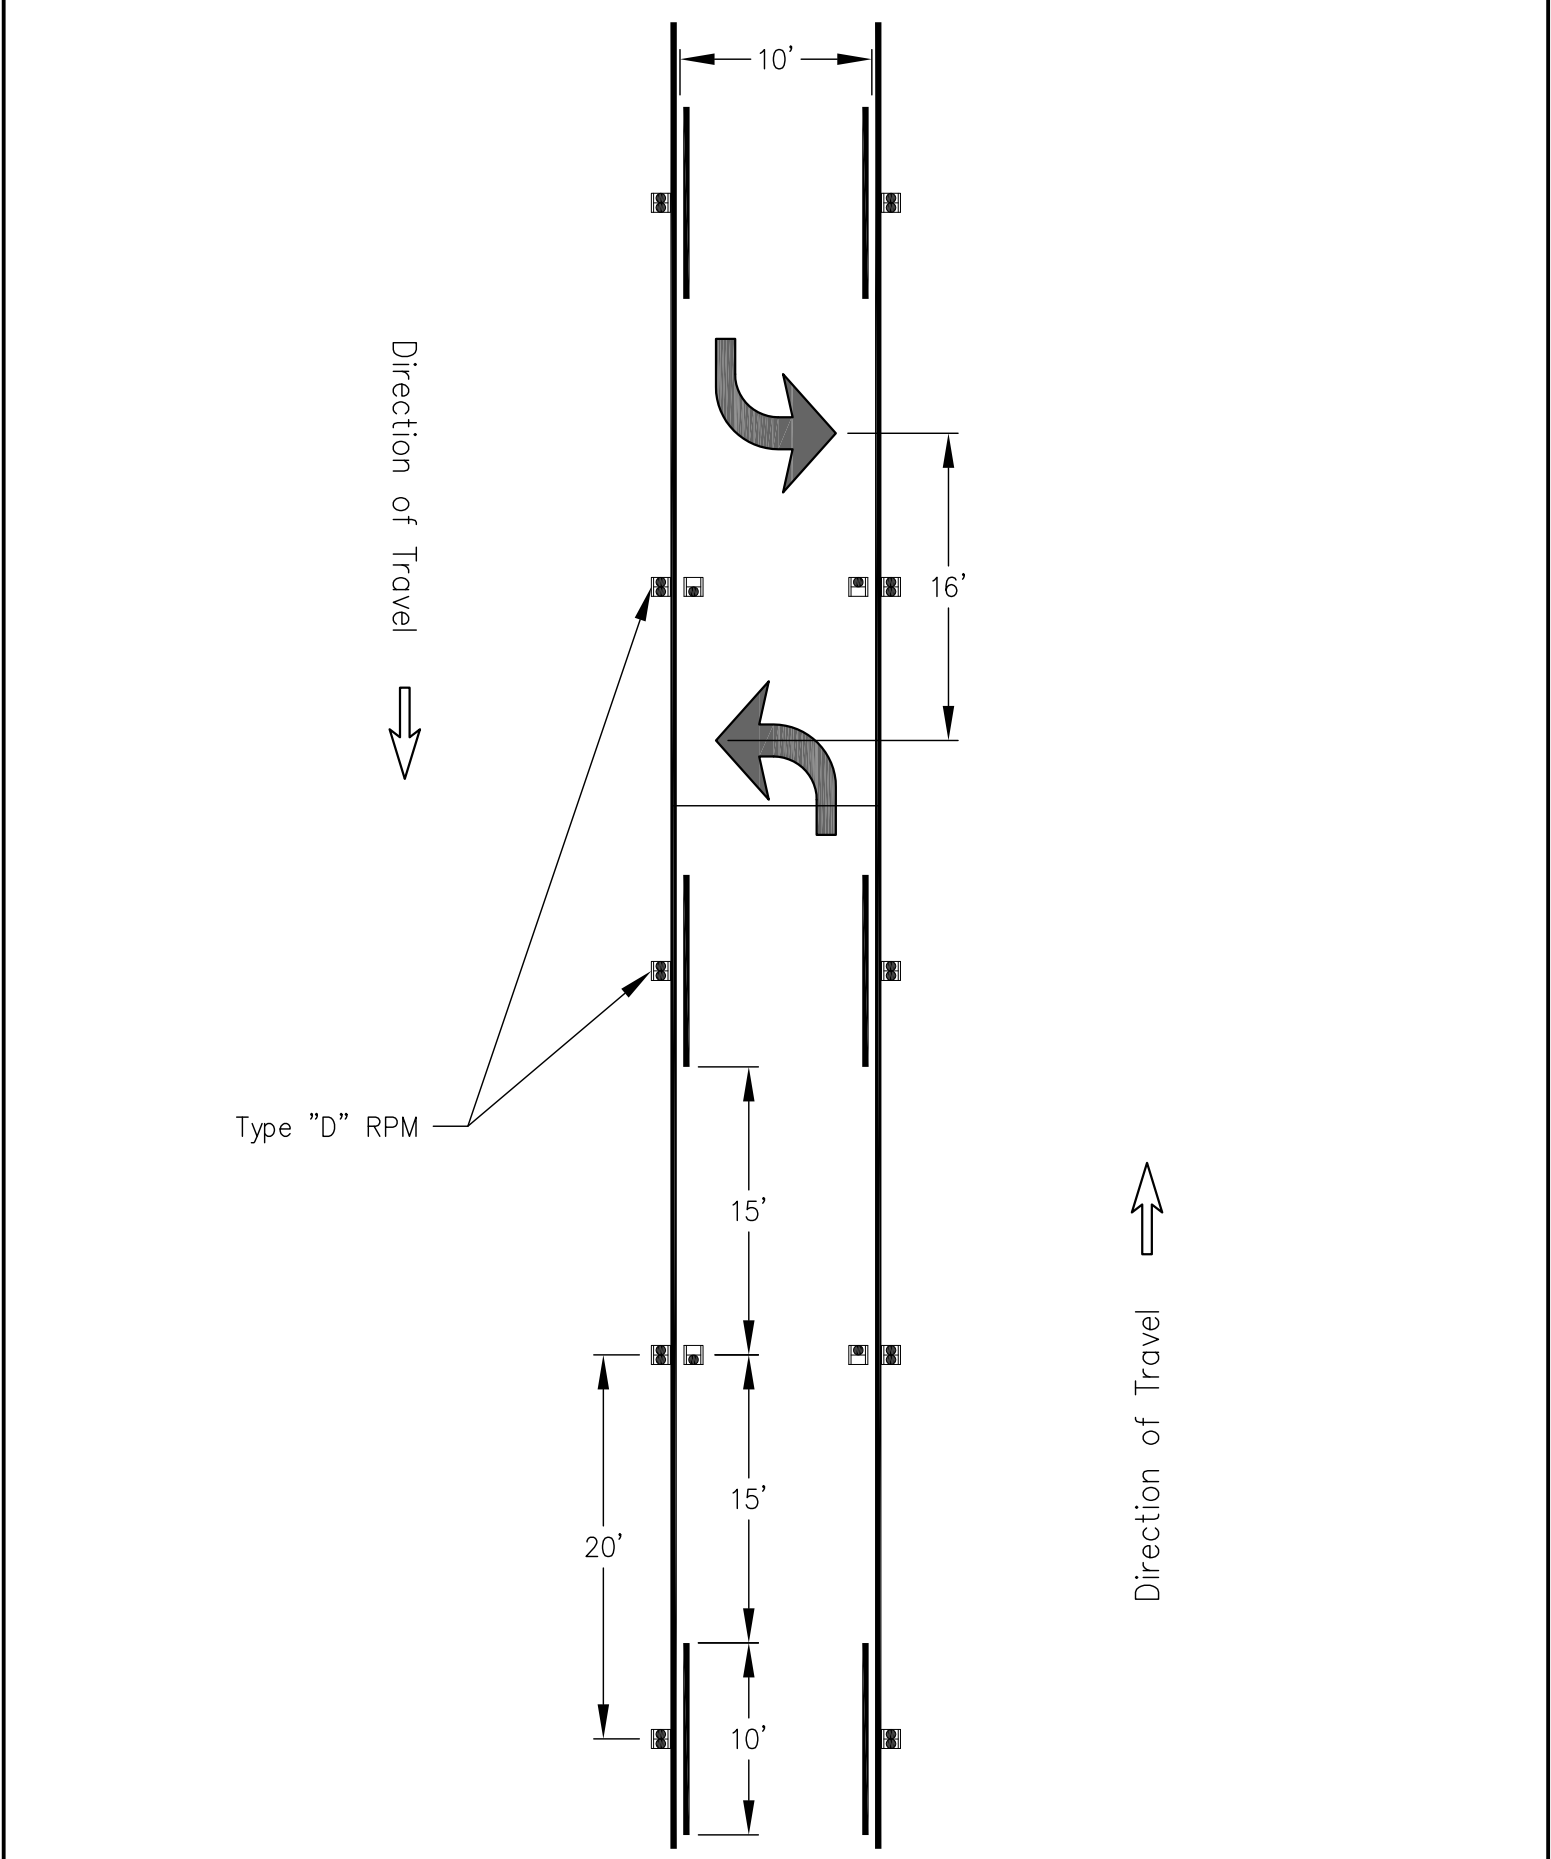 10'
Direction of Travel
16'
Type "D" RPM
15'
Direction of Travel
15'
20'
10'